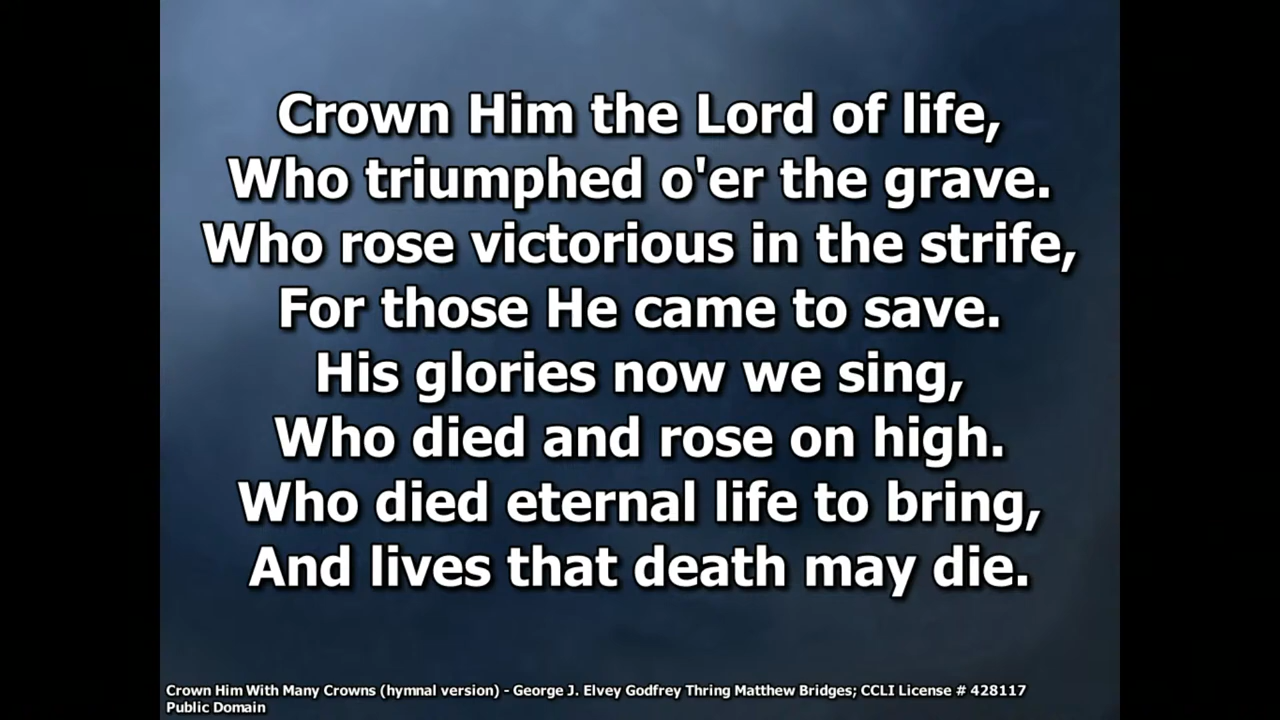 Crown Him the Lord of life,
Who triumphed o'er the grave.
Who rose victorious in the strife,
For those He came to save.
His glories now we sing,
Who died and rose on high.
Who died eternal life to bring,
And lives that death may die.
Crown Him With Many Crowns (hymnal version) - George J. Elvey Godfrey Thring Matthew Bridges; CCLI License # 428117
Public Domain